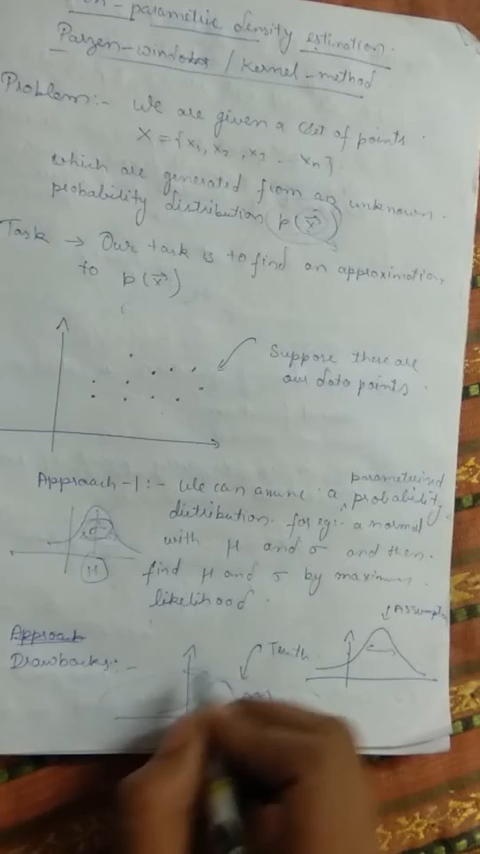 - parametric density estimation.
Parzen-windows / Kernel-method
Problem:- We are given a set of points.
X = {x₁, x₂, x₃ ... xₙ}
which are generated from an unknown.
probability distribution p(x⃗)
Task → Our task is to find an approximation
to p(x⃗)
Suppose these are
our data points.
Approach-1:- We can assume a parameterized probability
distribution. for eg:- a normal
with μ and σ and then.
find μ and σ by maximum
likelihood.
σ
μ
Approach
Drawbacks:-
Truth